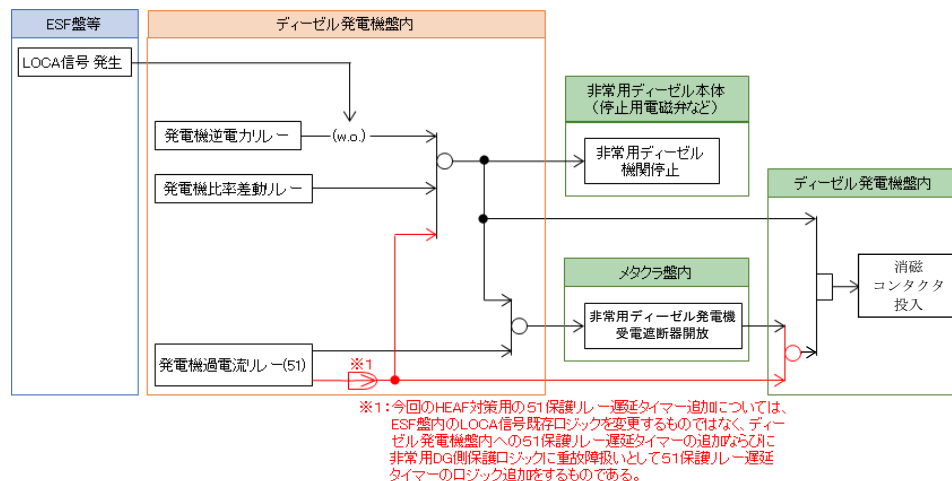 ESF盤等
ディーゼル発電機盤内
LOCA信号 発生
非常用ディーゼル本体
(停止用電磁弁など)
発電機逆電力リレー
(w.o.)
非常用ディーゼル
機関停止
発電機比率差動リレー
ディーゼル発電機盤内
メタクラ盤内
消磁
コンタクタ
投入
非常用ディーゼル発電機
受電遮断器開放
発電機過電流リレー(51)
※1
※1:今回のHEAF対策用の51保護リレー遅延タイマー追加については、
ESF盤内のLOCA信号既存ロジックを変更するものではなく、ディー
ゼル発電機盤内への51保護リレー遅延タイマーの追加ならびに
非常用DG側保護ロジックに重故障扱いとして51保護リレー遅延
タイマーのロジック追加をするものである。